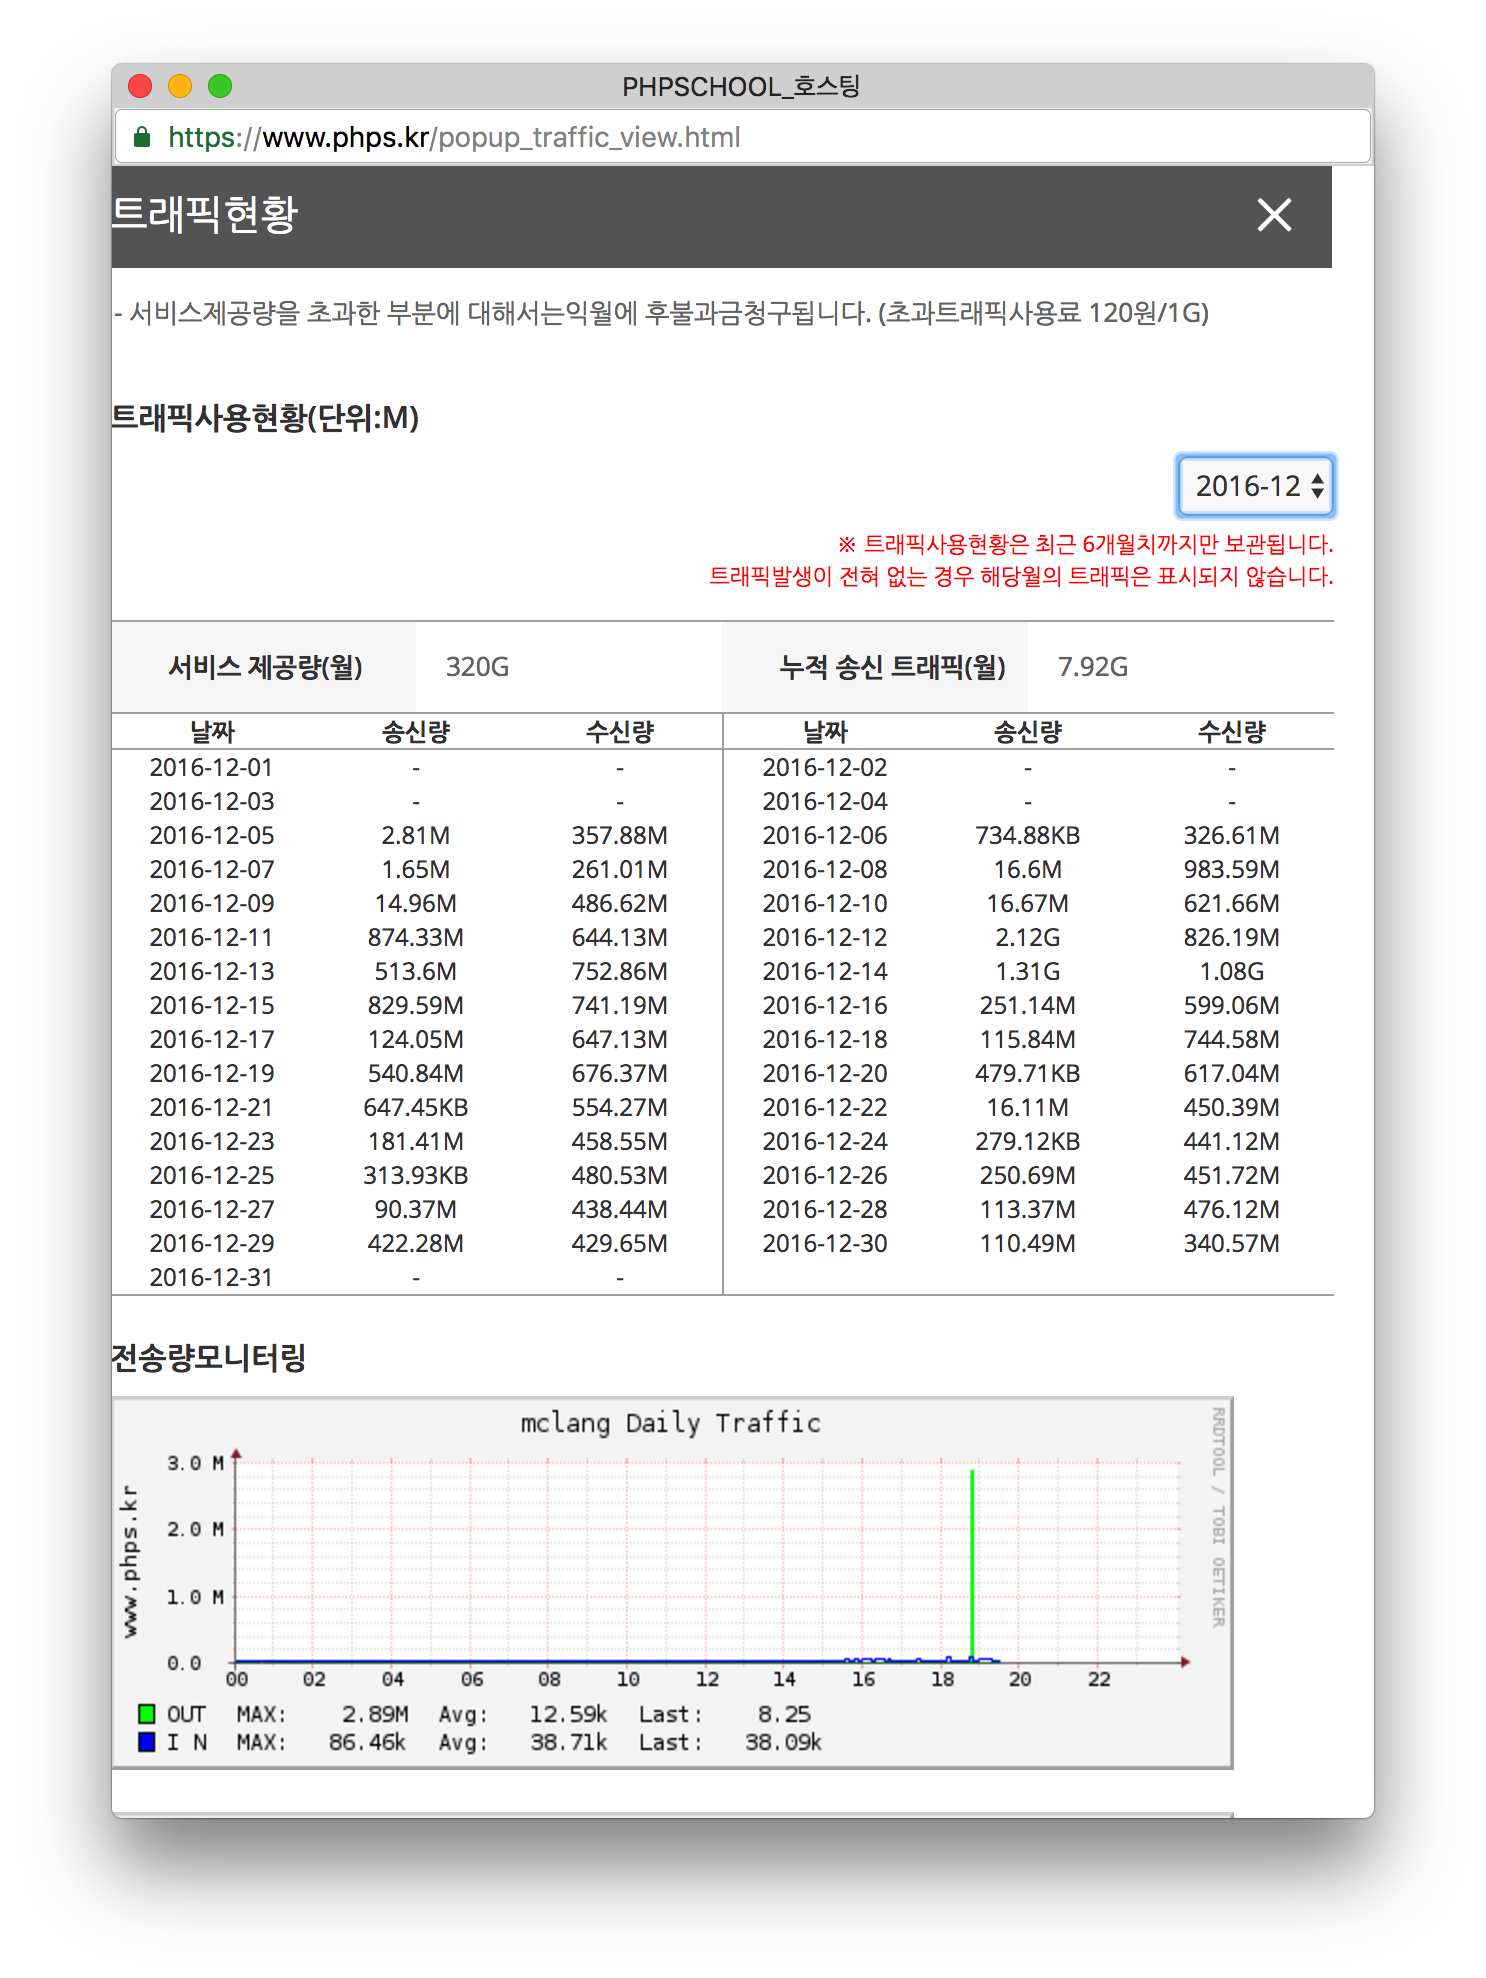 PHPSCHOOL_호스팅
https://www.phps.kr/popup_traffic_view.html
트래픽현황
- 서비스제공량을 초과한 부분에 대해서는익월에 후불과금청구됩니다. (초과트래픽사용료 120원/1G)
트래픽사용현황(단위:M)
2016-12
※ 트래픽사용현황은 최근 6개월치까지만 보관됩니다.
트래픽발생이 전혀 없는 경우 해당월의 트래픽은 표시되지 않습니다.
서비스 제공량(월) 320G 누적 송신 트래픽(월) 7.92G
날짜 송신량 수신량 날짜 송신량 수신량
2016-12-01 - - 2016-12-02 - -
2016-12-03 - - 2016-12-04 - -
2016-12-05 2.81M 357.88M 2016-12-06 734.88KB 326.61M
2016-12-07 1.65M 261.01M 2016-12-08 16.6M 983.59M
2016-12-09 14.96M 486.62M 2016-12-10 16.67M 621.66M
2016-12-11 874.33M 644.13M 2016-12-12 2.12G 826.19M
2016-12-13 513.6M 752.86M 2016-12-14 1.31G 1.08G
2016-12-15 829.59M 741.19M 2016-12-16 251.14M 599.06M
2016-12-17 124.05M 647.13M 2016-12-18 115.84M 744.58M
2016-12-19 540.84M 676.37M 2016-12-20 479.71KB 617.04M
2016-12-21 647.45KB 554.27M 2016-12-22 16.11M 450.39M
2016-12-23 181.41M 458.55M 2016-12-24 279.12KB 441.12M
2016-12-25 313.93KB 480.53M 2016-12-26 250.69M 451.72M
2016-12-27 90.37M 438.44M 2016-12-28 113.37M 476.12M
2016-12-29 422.28M 429.65M 2016-12-30 110.49M 340.57M
2016-12-31 - -
전송량모니터링
mclang Daily Traffic
www.phps.kr
RRDTOOL / TOBI OETIKER
3.0 M
2.0 M
1.0 M
0.0
00 02 04 06 08 10 12 14 16 18 20 22
OUT MAX: 2.89M Avg: 12.59k Last: 8.25
I N MAX: 86.46k Avg: 38.71k Last: 38.09k